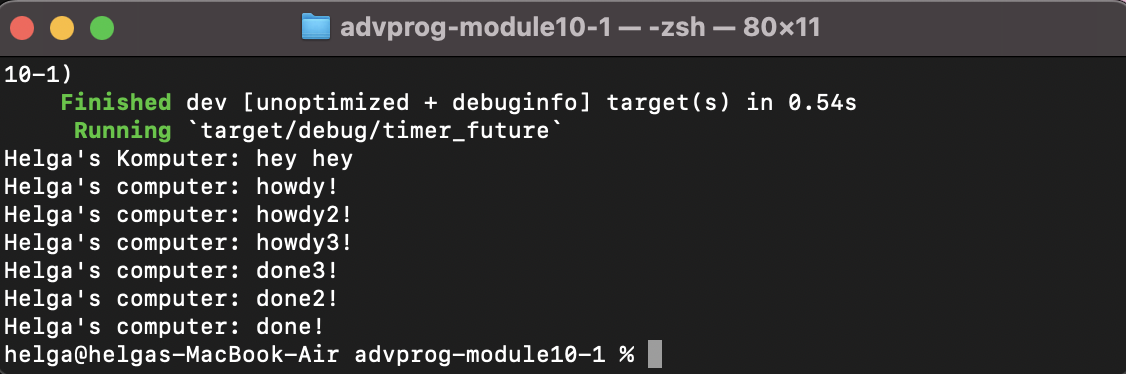 advprog-module10-1 — -zsh — 80×11
10-1)
    Finished dev [unoptimized + debuginfo] target(s) in 0.54s
     Running `target/debug/timer_future`
Helga's Komputer: hey hey
Helga's computer: howdy!
Helga's computer: howdy2!
Helga's computer: howdy3!
Helga's computer: done3!
Helga's computer: done2!
Helga's computer: done!
helga@helgas-MacBook-Air advprog-module10-1 %